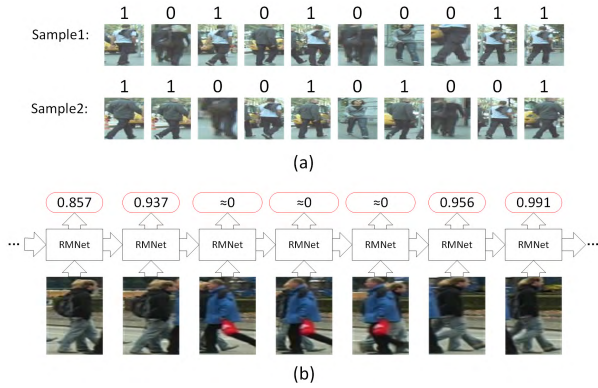 1 0 1 0 1 0 0 0 1 1
Sample1:
1 1 0 0 1 0 1 0 0 1
Sample2:
(a)
0.857 0.937 ≈0 ≈0 ≈0 0.956 0.991
... RMNet RMNet RMNet RMNet RMNet RMNet RMNet ...
(b)